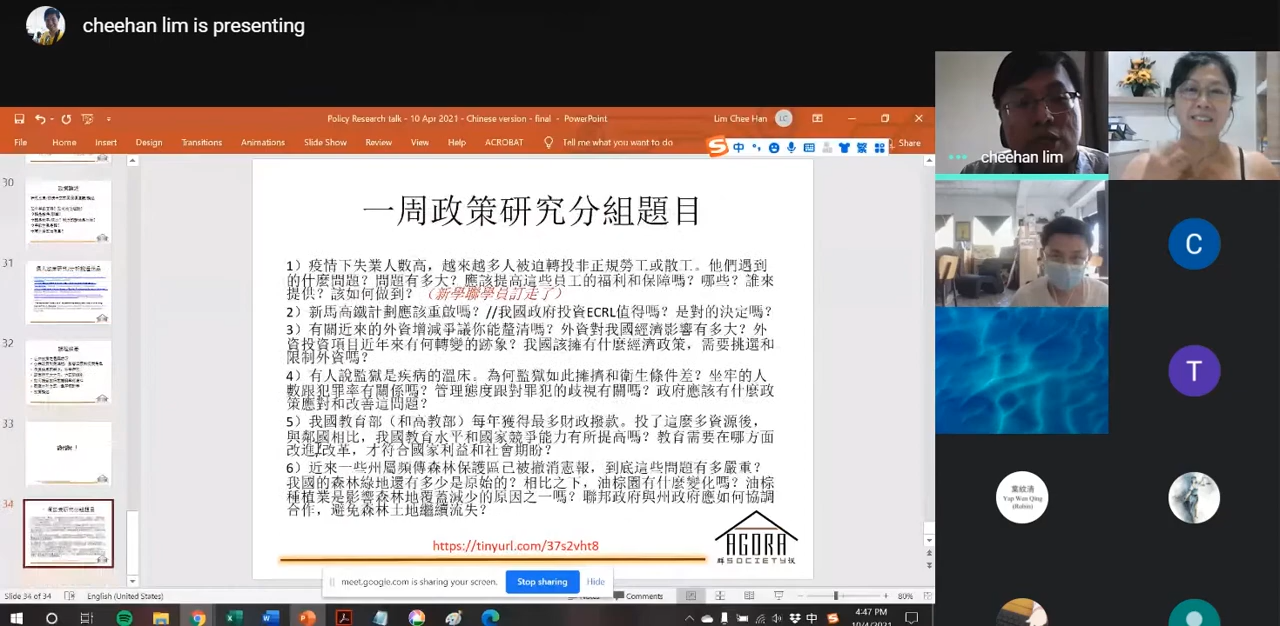 cheehan lim is presenting
Policy Research talk - 10 Apr 2021 - Chinese version - final - PowerPoint
Lim Chee Han
LC
File Home Insert Design Transitions Animations Slide Show Review View Help ACROBAT Tell me what you want to do
中
繁
Share
cheehan lim
30
31
32
33
34
一周政策研究分組題目
1）疫情下失業人數高，越來越多人被迫轉投非正規勞工或散工。他們遇到
的什麼問題？問題有多大？應該提高這些員工的福利和保障嗎？哪些？誰來
提供？該如何做到？
2）新馬高鐵計劃應該重啟嗎？//我國政府投資ECRL值得嗎？是對的決定嗎？
3）有關近來的外資增減爭議你能釐清嗎？外資對我國經濟影響有多大？外
資投資項目近年來有何轉變的跡象？我國該擁有什麼經濟政策，需要挑選和
限制外資嗎？
4）有人說監獄是疾病的溫床。為何監獄如此擁擠和衛生條件差？坐牢的人
數跟犯罪率有關係嗎？管理態度跟對罪犯的歧視有關嗎？政府應該有什麼政
策應對和改善這問題？
5）我國教育部（和高教部）每年獲得最多財政撥款。投了這麼多資源後，
與鄰國相比，我國教育水平和國家競爭能力有所提高嗎？教育需要在哪方面
改進/改革，才符合國家利益和社會期盼？
6）近來一些州屬頻傳森林保護區已被撤消憲報，到底這些問題有多嚴重？
我國的森林綠地還有多少是原始的？相比之下，油棕園有什麼變化嗎？油棕
種植業是影響森林地覆蓋減少的原因之一嗎？聯邦政府與州政府應如何協調
合作，避免森林土地繼續流失？
https://tinyurl.com/37s2vht8
AGORA
SOCIETY
meet.google.com is sharing your screen.
Stop sharing
Hide
Slide 34 of 34
English (United States)
Notes
Comments
80%
4:47 PM
10/4/2021
中
C
T
葉紋清
Yap Wen Qing
(Robin)